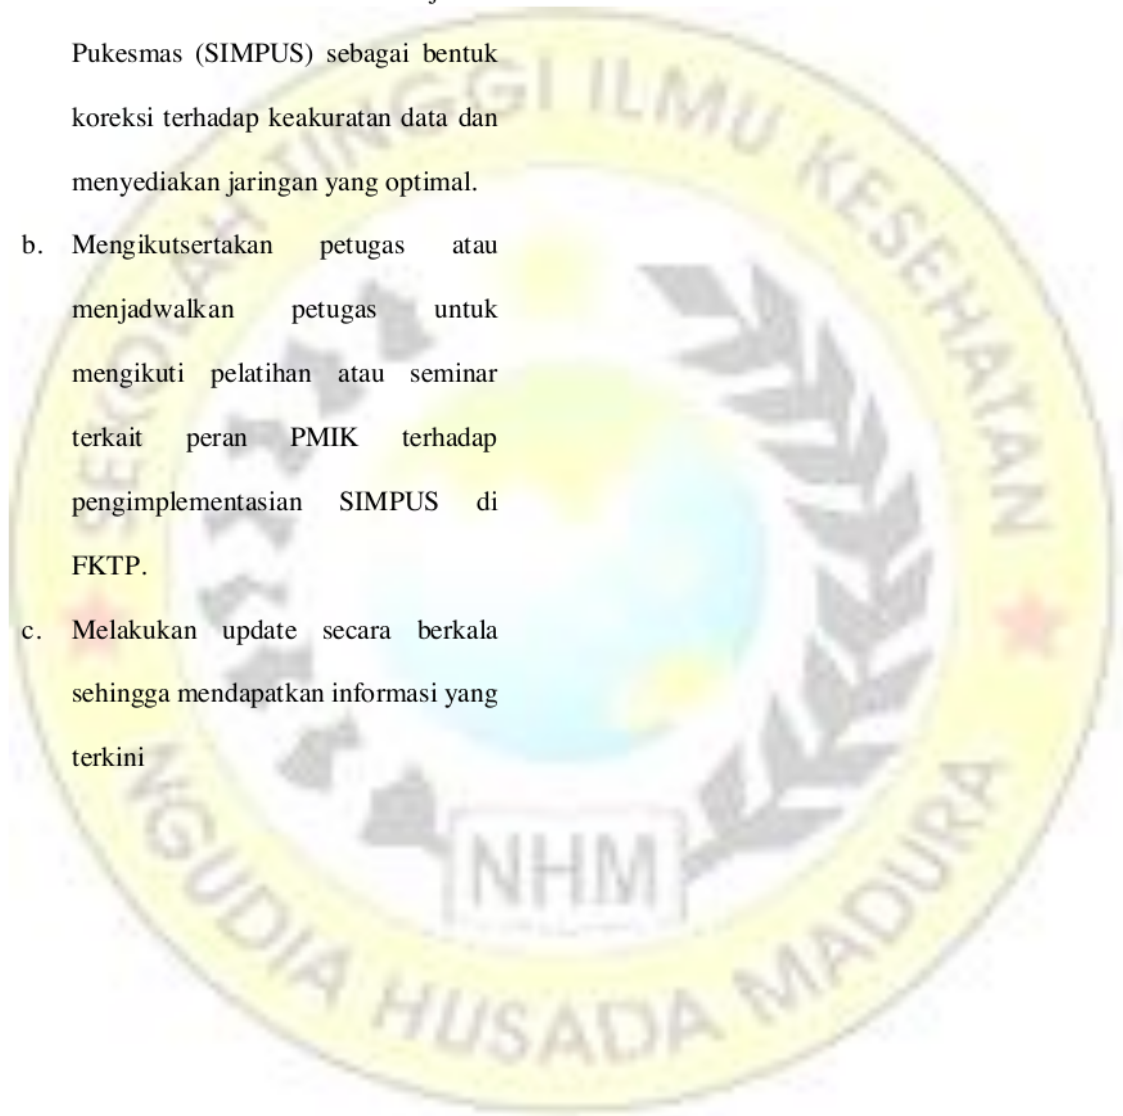 Pukesmas (SIMPUS) sebagai bentuk
koreksi terhadap keakuratan data dan
menyediakan jaringan yang optimal.
b. Mengikutsertakan petugas atau
menjadwalkan petugas untuk
mengikuti pelatihan atau seminar
terkait peran PMIK terhadap
pengimplementasian SIMPUS di
FKTP.
c. Melakukan update secara berkala
sehingga mendapatkan informasi yang
terkini
SEKOLAH TINGGI ILMU KESEHATAN
NHM
NGUDIA HUSADA MADURA